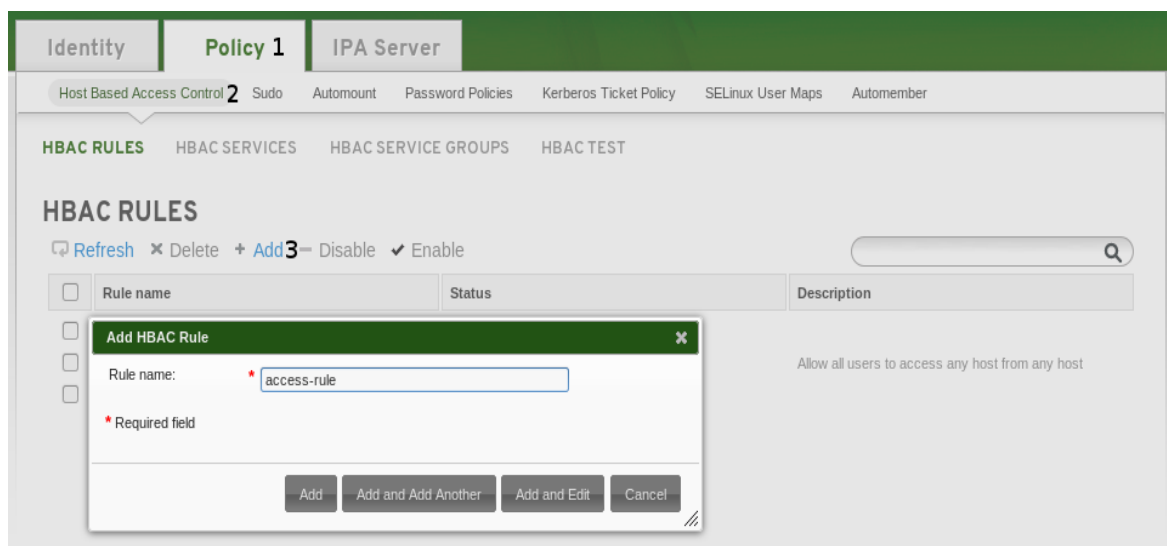 Identity Policy 1 IPA Server
Host Based Access Control 2 Sudo Automount Password Policies Kerberos Ticket Policy SELinux User Maps Automember
HBAC RULES HBAC SERVICES HBAC SERVICE GROUPS HBAC TEST
HBAC RULES
Refresh Delete Add 3 Disable Enable
Rule name Status Description
Add HBAC Rule
Rule name: * access-rule
Allow all users to access any host from any host
* Required field
Add Add and Add Another Add and Edit Cancel